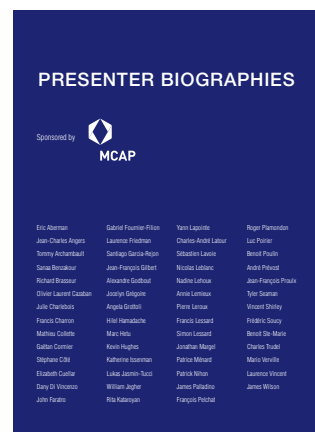 PRESENTER BIOGRAPHIES
Sponsored by
MCAP
Eric Aberman
Jean-Charles Angers
Tommy Archambault
Sanaa Benzakour
Richard Brasseur
Olivier Laurent Cazaban
Julie Charlebois
Francis Charron
Mathieu Collette
Gaétan Cormier
Stéphane Côté
Elizabeth Cuellar
Dany Di Vincenzo
John Faratro
Gabriel Fournier-Filion
Laurence Friedman
Santiago Garcia-Rejon
Jean-François Gilbert
Alexandre Godbout
Jocelyn Grégoire
Angela Grottoli
Hilel Hamadache
Marc Hetu
Kevin Hughes
Katherine Issenman
Lukas Jasmin-Tucci
William Jegher
Rita Kataroyan
Yann Lapointe
Charles-André Latour
Sébastien Lavoie
Nicolas Leblanc
Nadine Lehoux
Annie Lemieux
Pierre Leroux
Francis Lessard
Simon Lessard
Jonathan Margel
Patrice Ménard
Patrick Nihon
James Palladino
François Pelchat
Roger Plamondon
Luc Poirier
Benoit Poulin
André Prévost
Jean-François Proulx
Tyler Seaman
Vincent Shirley
Frédéric Soucy
Benoit Ste-Marie
Charles Trudel
Mario Verville
Laurence Vincent
James Wilson